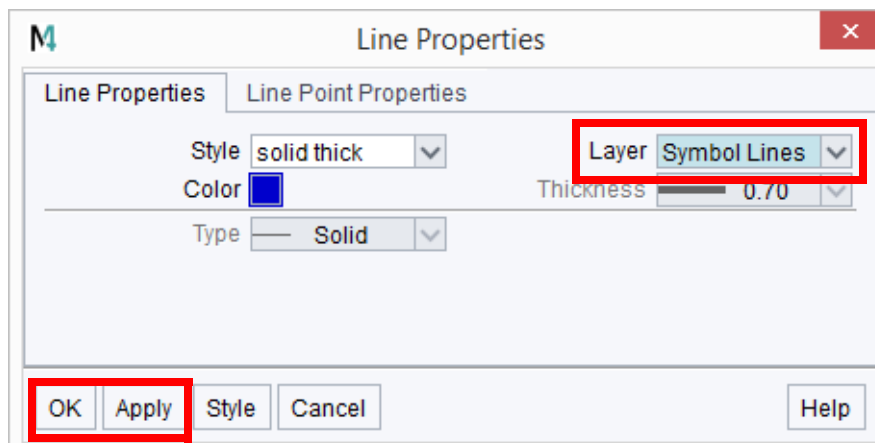 M4 Line Properties
Line Properties Line Point Properties
Style solid thick Layer Symbol Lines
Color Thickness 0.70
Type Solid
OK Apply Style Cancel Help